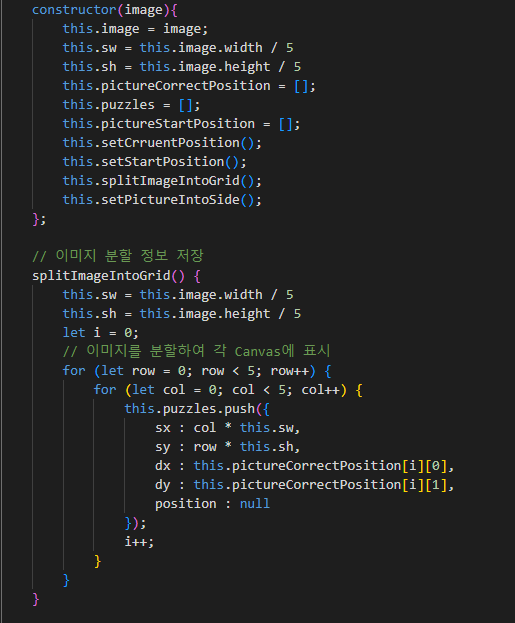 constructor(image){
this.image = image;
this.sw = this.image.width / 5
this.sh = this.image.height / 5
this.pictureCorrectPosition = [];
this.puzzles = [];
this.pictureStartPosition = [];
this.setCrruentPosition();
this.setStartPosition();
this.splitImageIntoGrid();
this.setPictureIntoSide();
};
// 이미지 분할 정보 저장
splitImageIntoGrid() {
this.sw = this.image.width / 5
this.sh = this.image.height / 5
let i = 0;
// 이미지를 분할하여 각 Canvas에 표시
for (let row = 0; row < 5; row++) {
for (let col = 0; col < 5; col++) {
this.puzzles.push({
sx : col * this.sw,
sy : row * this.sh,
dx : this.pictureCorrectPosition[i][0],
dy : this.pictureCorrectPosition[i][1],
position : null
});
i++;
}
}
}